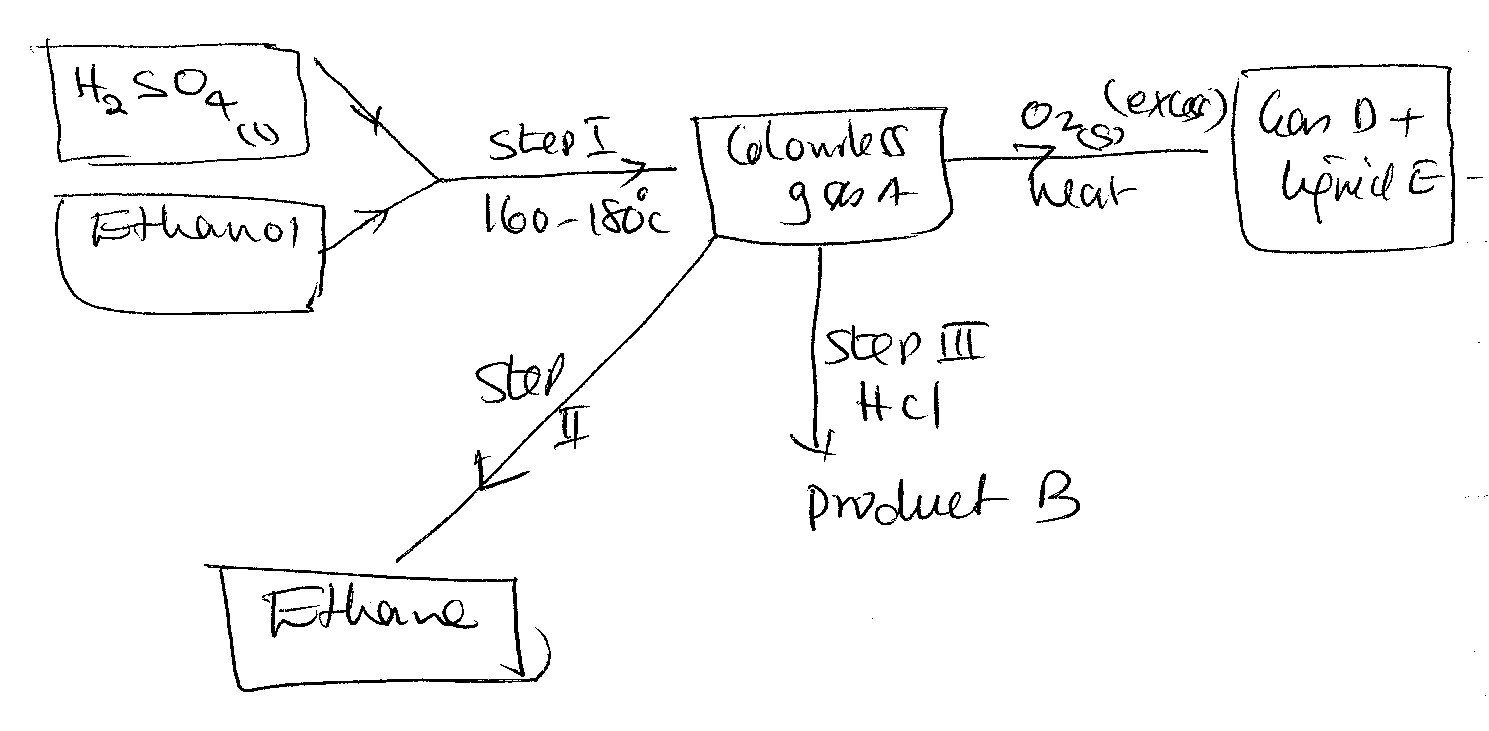 H₂SO₄(l)
Ethanol
Step I
160-180°c
Colourless
gas A
O₂(g) (excess)
heat
Gas D +
liquid E
Step
II
Step III
HCl
Product B
Ethane